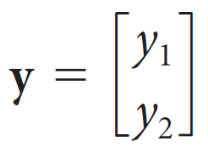 y = [y₁
y₂]